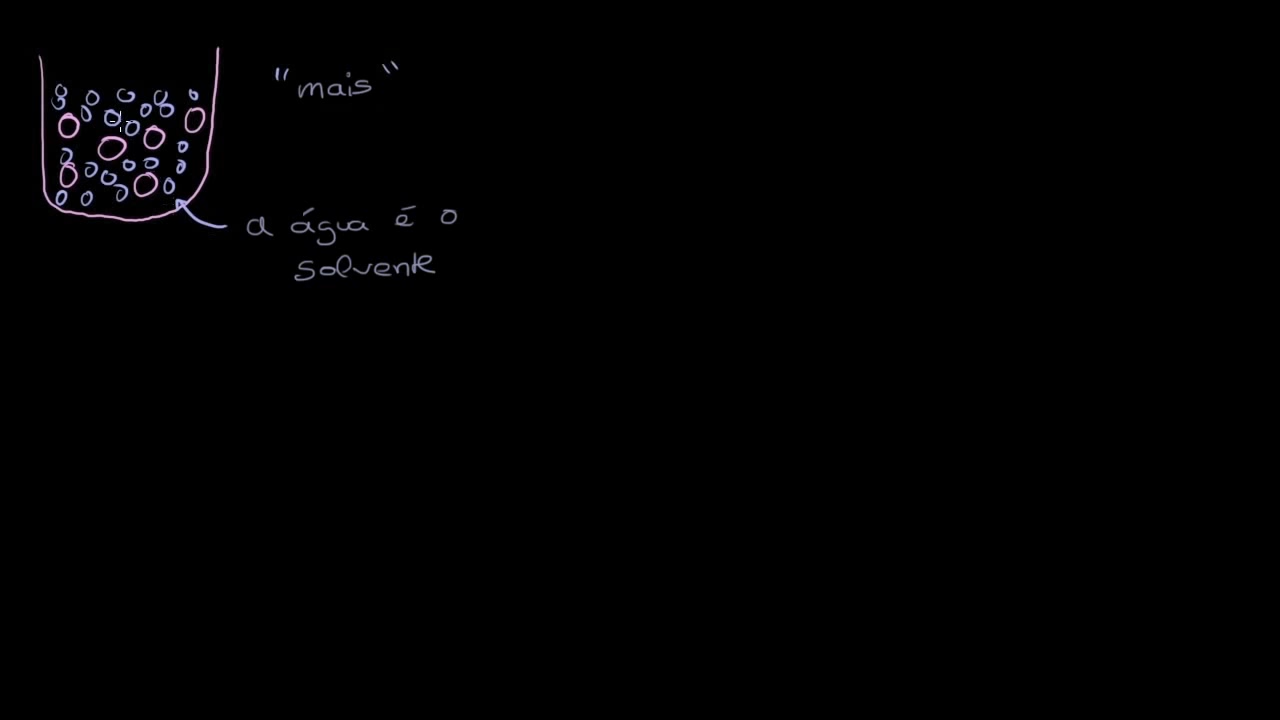 "mais"
a água é o
solvente